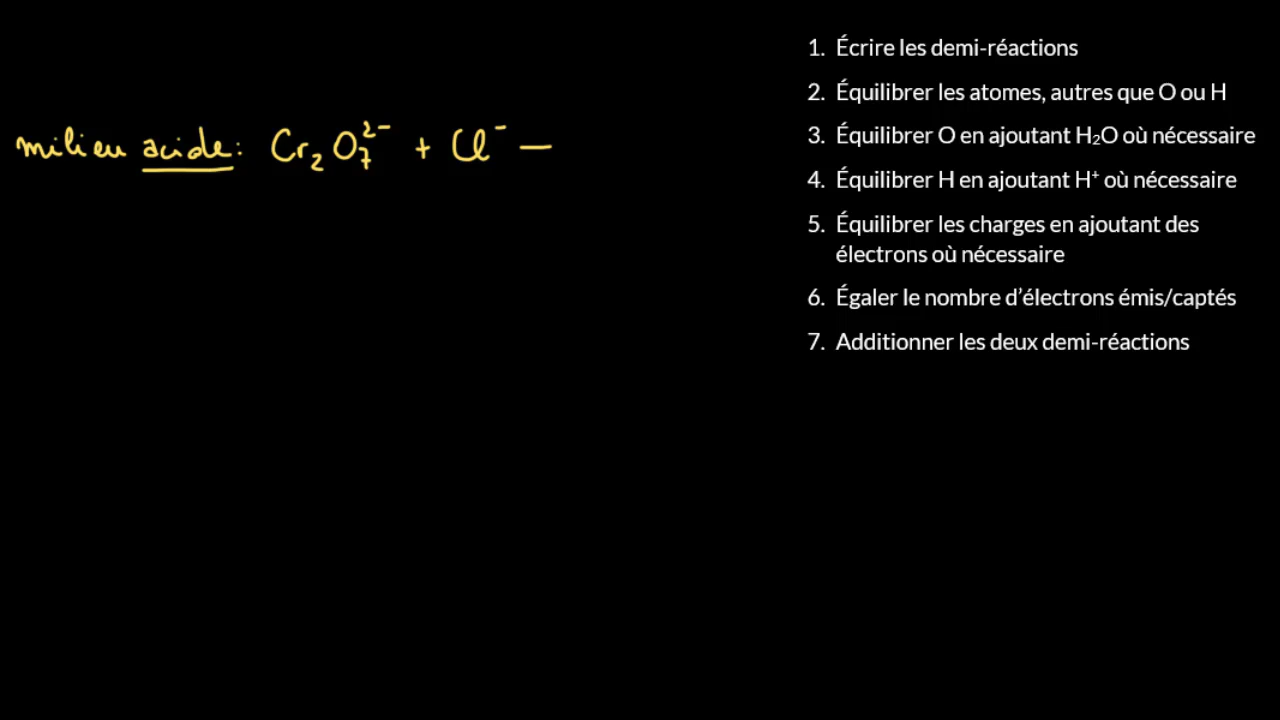 milieu acide: Cr₂O₇²⁻ + Cl⁻ —
1. Écrire les demi-réactions
2. Équilibrer les atomes, autres que O ou H
3. Équilibrer O en ajoutant H₂O où nécessaire
4. Équilibrer H en ajoutant H⁺ où nécessaire
5. Équilibrer les charges en ajoutant des
électrons où nécessaire
6. Égaler le nombre d’électrons émis/captés
7. Additionner les deux demi-réactions